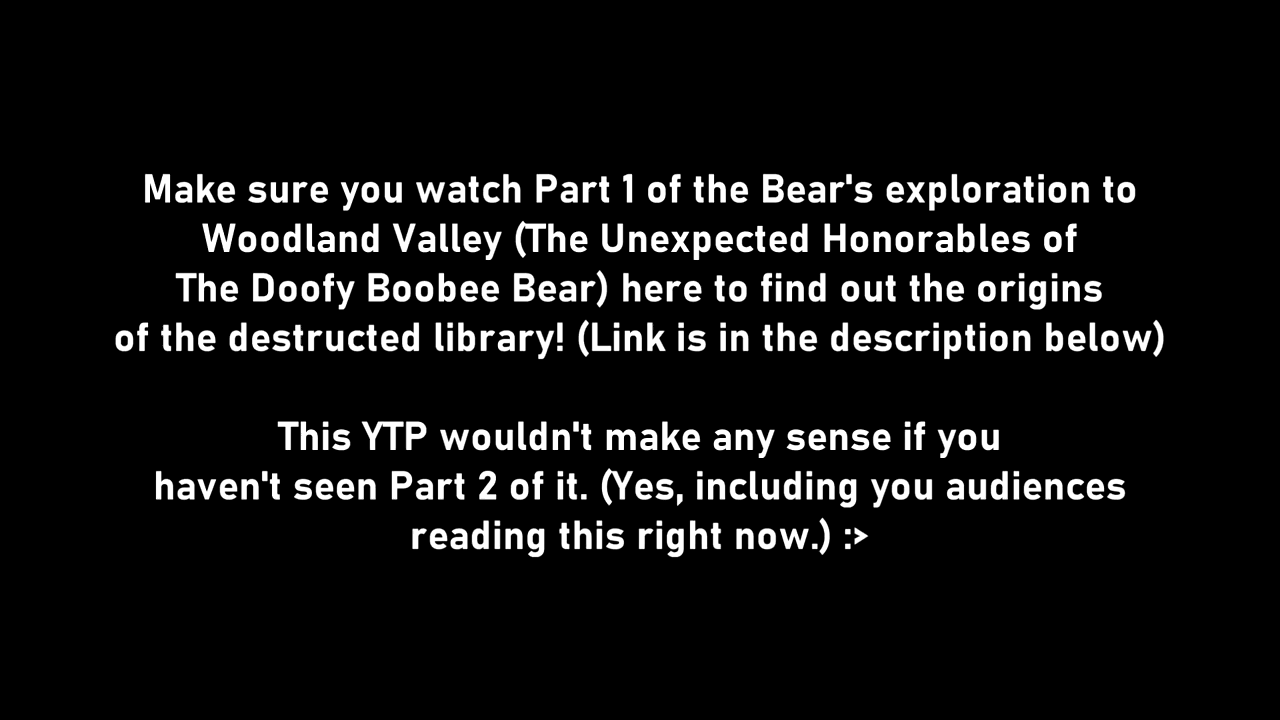 Make sure you watch Part 1 of the Bear's exploration to
Woodland Valley (The Unexpected Honorables of
The Doofy Boobee Bear) here to find out the origins
of the destructed library! (Link is in the description below)
This YTP wouldn't make any sense if you
haven't seen Part 2 of it. (Yes, including you audiences
reading this right now.) :>